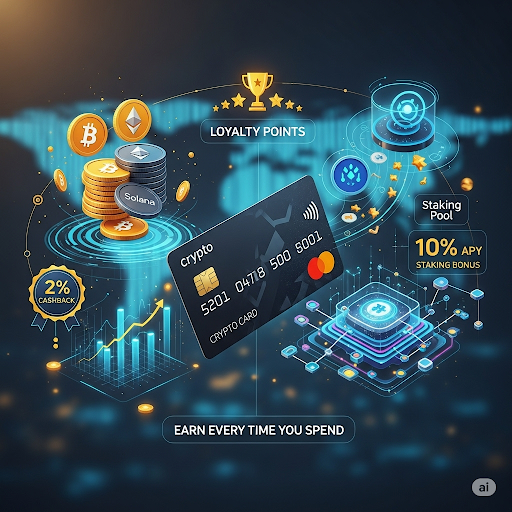 LOYALTY POINTS
Solana
Staking
Pool
10% APY
STAKING BONUS
Crypto
5201 0478 500 5001
CRYPTO CARD
2%
CASHBACK
EARN EVERY TIME YOU SPEND
ai